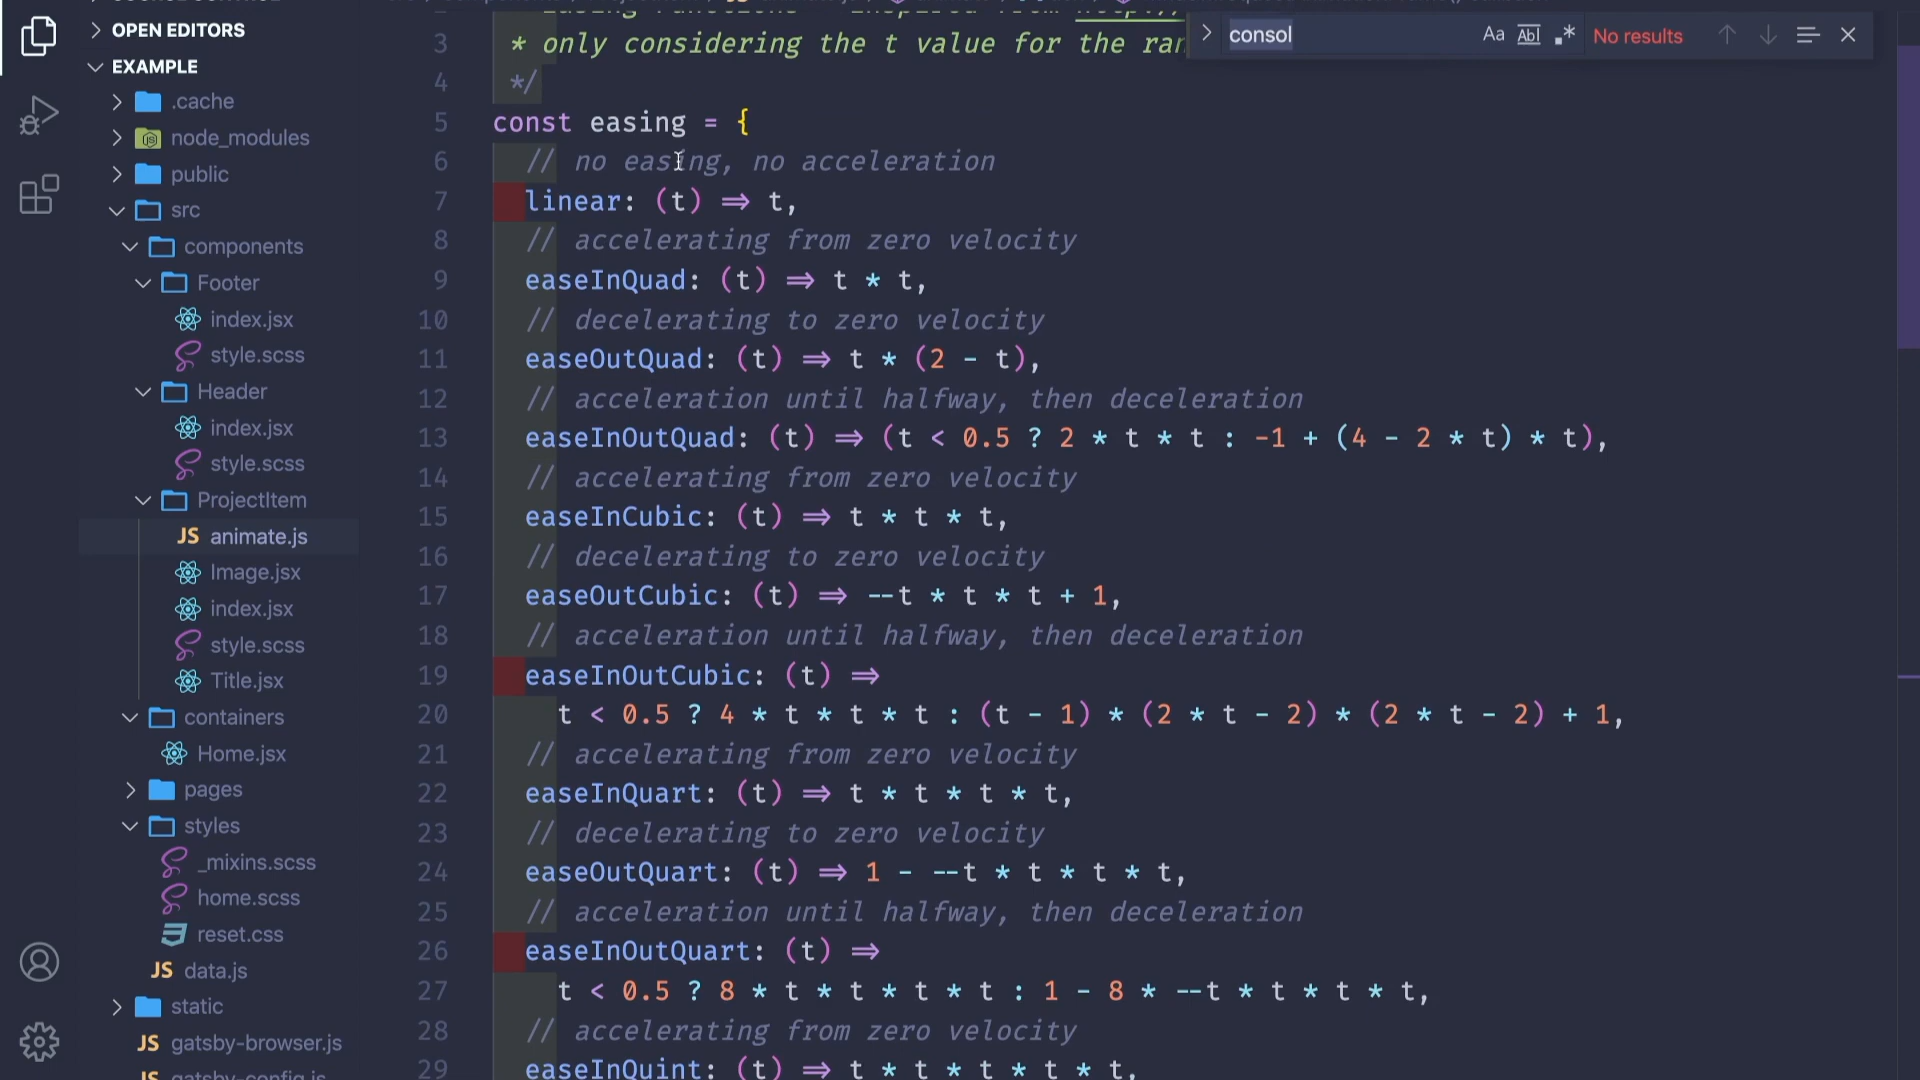 OPEN EDITORS
EXAMPLE
.cache
node_modules
public
src
components
Footer
index.jsx
style.scss
Header
index.jsx
style.scss
ProjectItem
JS animate.js
Image.jsx
index.jsx
style.scss
Title.jsx
containers
Home.jsx
pages
styles
_mixins.scss
home.scss
reset.css
JS data.js
static
JS gatsby-browser.js
JS gatsby-config.js
consol
Aa Abl .* No results
3 * only considering the t value for the ran
4 */
5 const easing = {
6 // no easing, no acceleration
7 linear: (t) => t,
8 // accelerating from zero velocity
9 easeInQuad: (t) => t * t,
10 // decelerating to zero velocity
11 easeOutQuad: (t) => t * (2 - t),
12 // acceleration until halfway, then deceleration
13 easeInOutQuad: (t) => (t < 0.5 ? 2 * t * t : -1 + (4 - 2 * t) * t),
14 // accelerating from zero velocity
15 easeInCubic: (t) => t * t * t,
16 // decelerating to zero velocity
17 easeOutCubic: (t) => --t * t * t + 1,
18 // acceleration until halfway, then deceleration
19 easeInOutCubic: (t) =>
20 t < 0.5 ? 4 * t * t * t : (t - 1) * (2 * t - 2) * (2 * t - 2) + 1,
21 // accelerating from zero velocity
22 easeInQuart: (t) => t * t * t * t,
23 // decelerating to zero velocity
24 easeOutQuart: (t) => 1 - --t * t * t * t,
25 // acceleration until halfway, then deceleration
26 easeInOutQuart: (t) =>
27 t < 0.5 ? 8 * t * t * t * t : 1 - 8 * --t * t * t * t,
28 // accelerating from zero velocity
29 easeInQuint: (t) => t * t * t * t * t,